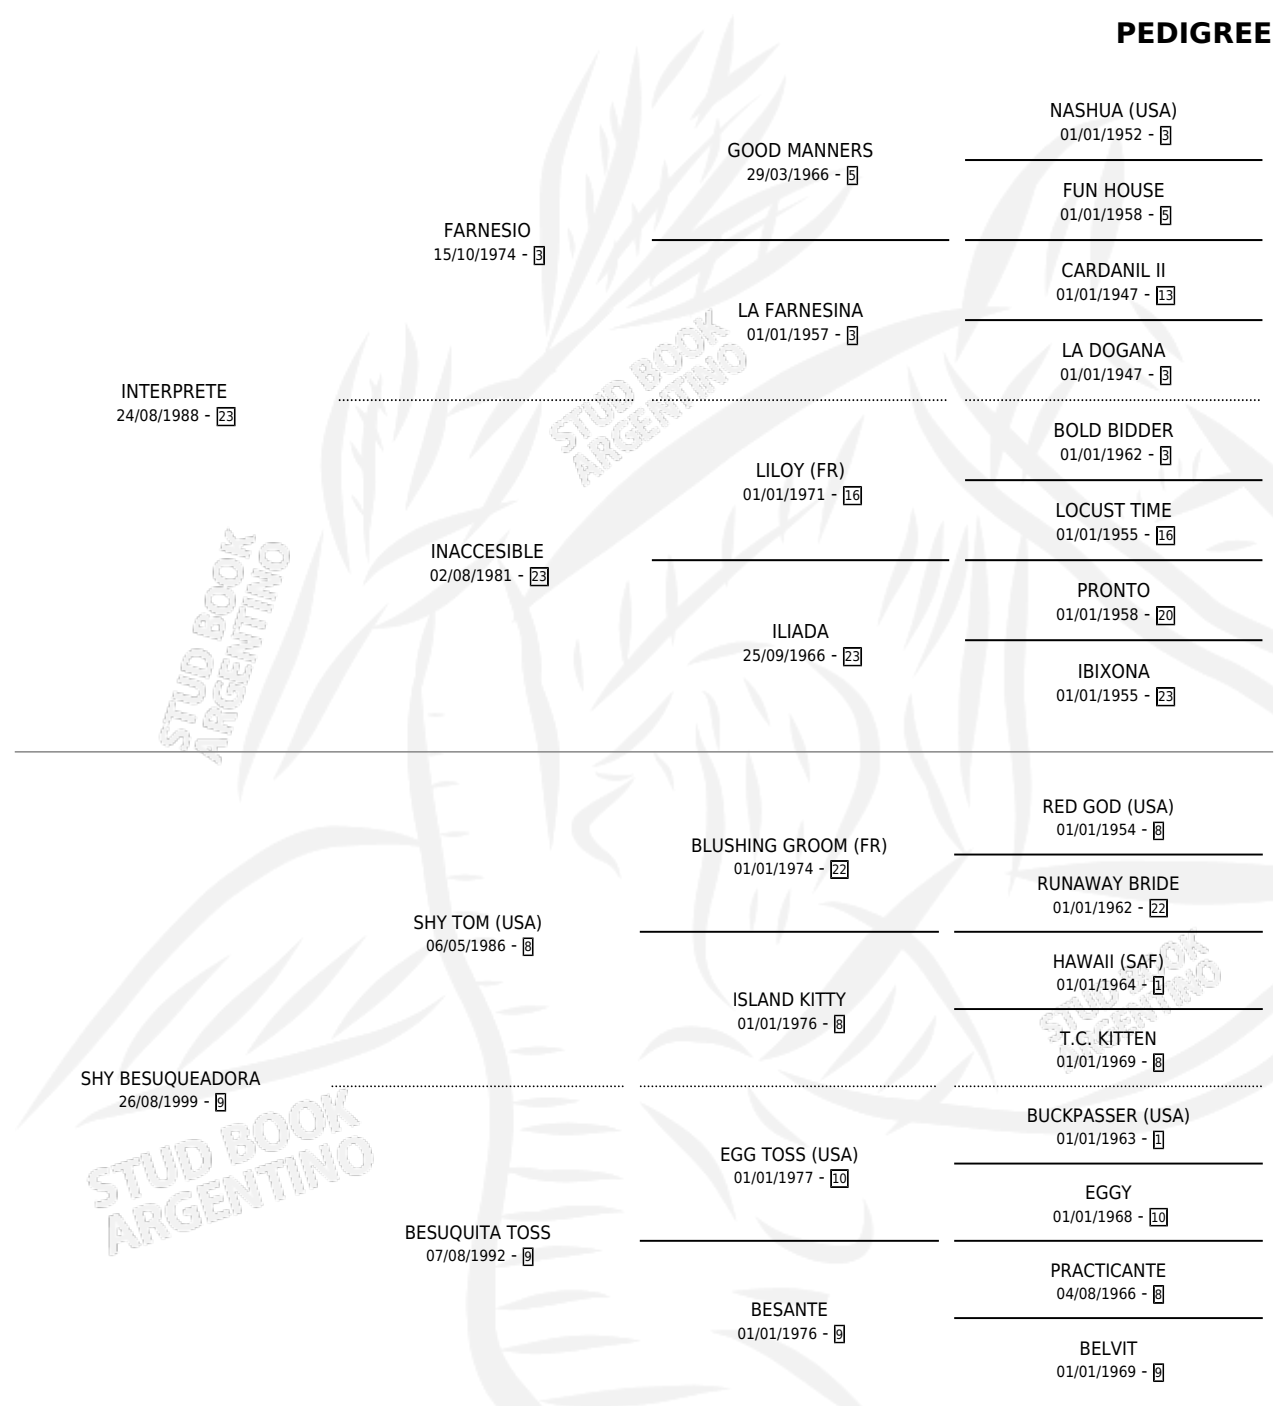 PEDIGREE
NASHUA (USA)
01/01/1952 - 3
GOOD MANNERS
29/03/1966 - 5
FUN HOUSE
01/01/1958 - 5
FARNESIO
15/10/1974 - 3
CARDANIL II
01/01/1947 - 13
LA FARNESINA
01/01/1957 - 3
LA DOGANA
01/01/1947 - 3
INTERPRETE
24/08/1988 - 23
BOLD BIDDER
01/01/1962 - 3
LILOY (FR)
01/01/1971 - 16
LOCUST TIME
01/01/1955 - 16
INACCESIBLE
02/08/1981 - 23
PRONTO
01/01/1958 - 20
ILIADA
25/09/1966 - 23
IBIXONA
01/01/1955 - 23
RED GOD (USA)
01/01/1954 - 8
BLUSHING GROOM (FR)
01/01/1974 - 22
RUNAWAY BRIDE
01/01/1962 - 22
SHY TOM (USA)
06/05/1986 - 8
HAWAII (SAF)
01/01/1964 - 1
ISLAND KITTY
01/01/1976 - 8
T.C. KITTEN
01/01/1969 - 8
SHY BESUQUEADORA
26/08/1999 - 9
BUCKPASSER (USA)
01/01/1963 - 1
EGG TOSS (USA)
01/01/1977 - 10
EGGY
01/01/1968 - 10
BESUQUITA TOSS
07/08/1992 - 9
PRACTICANTE
04/08/1966 - 8
BESANTE
01/01/1976 - 9
BELVIT
01/01/1969 - 9
STUD BOOK
ARGENTINO
STUD BOOK
ARGENTINO
STUD BOOK
ARGENTINO
STUD BOOK
ARGENTINO